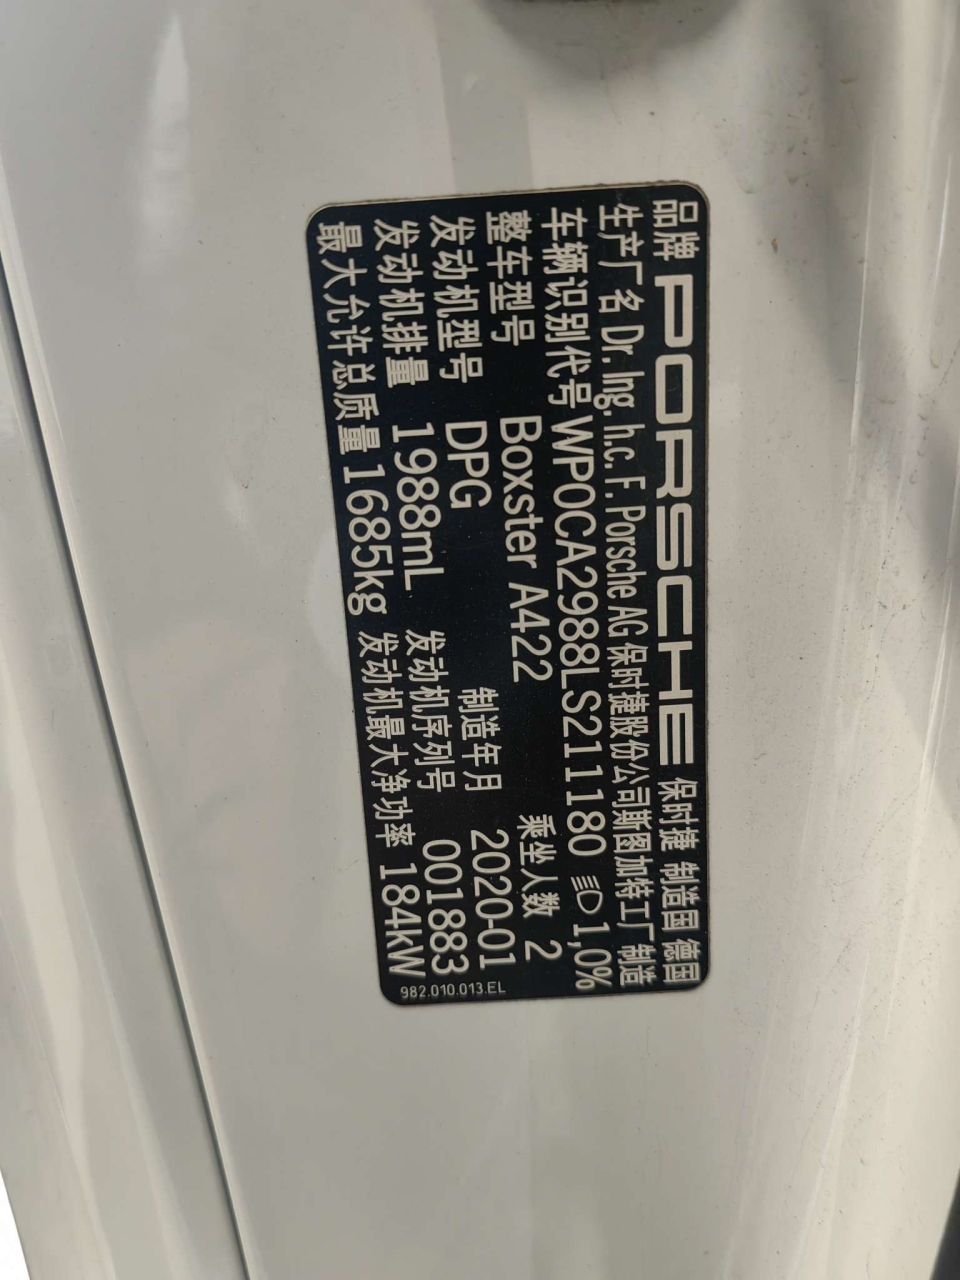 品牌 PORSCHE 保时捷 制造国 德国
生产厂名 Dr. Ing. h.c. F. Porsche AG 保时捷股份公司斯图加特工厂制造
车辆识别代号 WP0CA2988LS211180 1,0%
整车型号 Boxster A422 乘坐人数 2
发动机型号 DPG 制造年月 2020-01
发动机排量 1988mL 发动机序列号 001883
最大允许总质量 1685kg 发动机最大净功率 184kW
982.010.013.EL